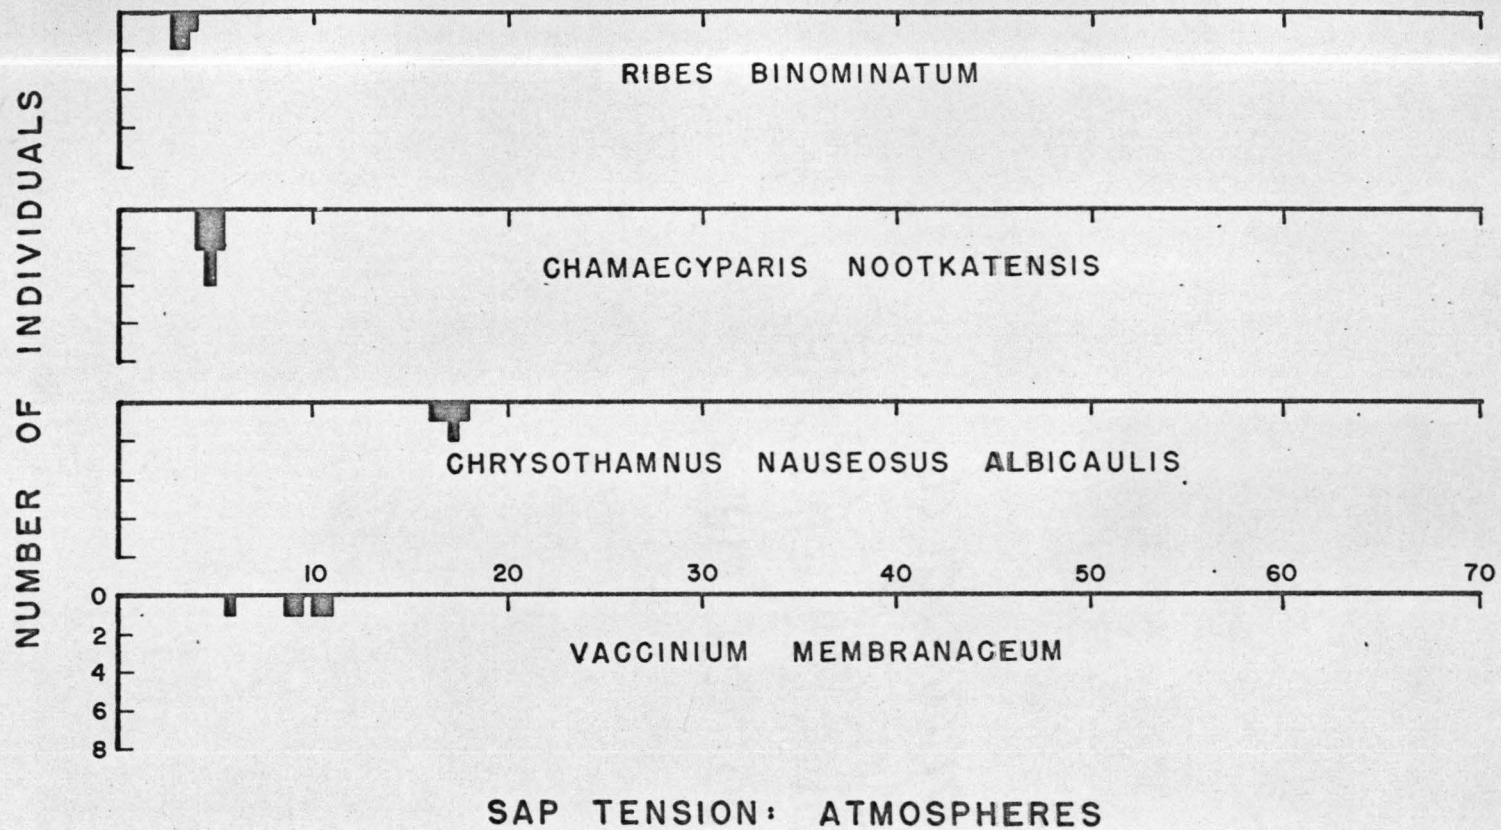 NUMBER OF INDIVIDUALS
RIBES BINOMINATUM
CHAMAECYPARIS NOOTKATENSIS
CHRYSOTHAMNUS NAUSEOSUS ALBICAULIS
10 20 30 40 50 60 70
0
2
4
6
8
VACCINIUM MEMBRANACEUM
SAP TENSION: ATMOSPHERES